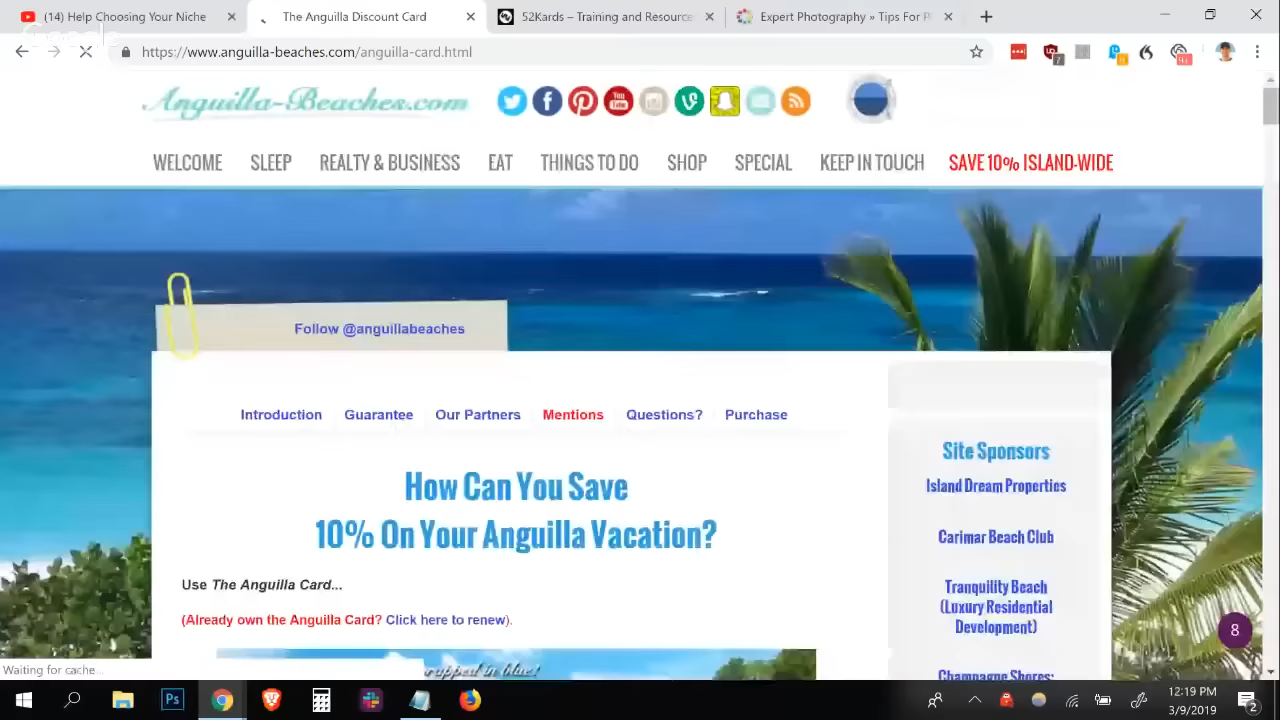 (14) How To Choosing Your Niche
The Anguilla Discount Card
52Kards – Training and Resource
Expert Photography » Tips For P
https://www.anguilla-beaches.com/anguilla-card.html
Anguilla-Beaches.com
WELCOME SLEEP REALTY & BUSINESS EAT THINGS TO DO SHOP SPECIAL KEEP IN TOUCH SAVE 10% ISLAND-WIDE
Follow @anguillabeaches
Introduction Guarantee Our Partners Mentions Questions? Purchase
How Can You Save
10% On Your Anguilla Vacation?
Use The Anguilla Card...
(Already own the Anguilla Card? Click here to renew).
Site Sponsors
Island Dream Properties
Carimar Beach Club
Tranquility Beach
(Luxury Residential
Development)
Champagne Shores:
8
Waiting for cache...
Ps
12:19 PM
3/9/2019
2